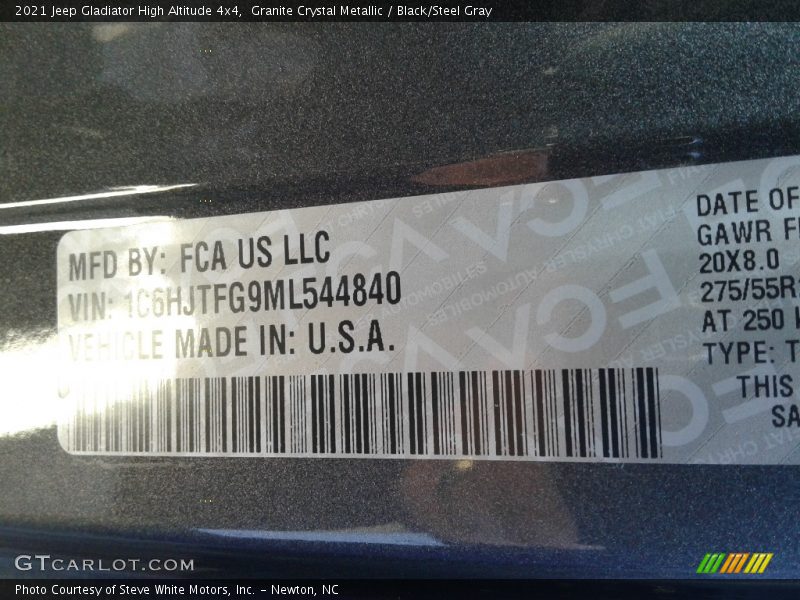 2021 Jeep Gladiator High Altitude 4x4, Granite Crystal Metallic / Black/Steel Gray
MFD BY: FCA US LLC
VIN: 1C6HJTFG9ML544840
VEHICLE MADE IN: U.S.A.
DATE OF
GAWR F
20X8.0
275/55R
AT 250
TYPE: T
THIS
SA
GTCARLOT.COM
Photo Courtesy of Steve White Motors, Inc. – Newton, NC